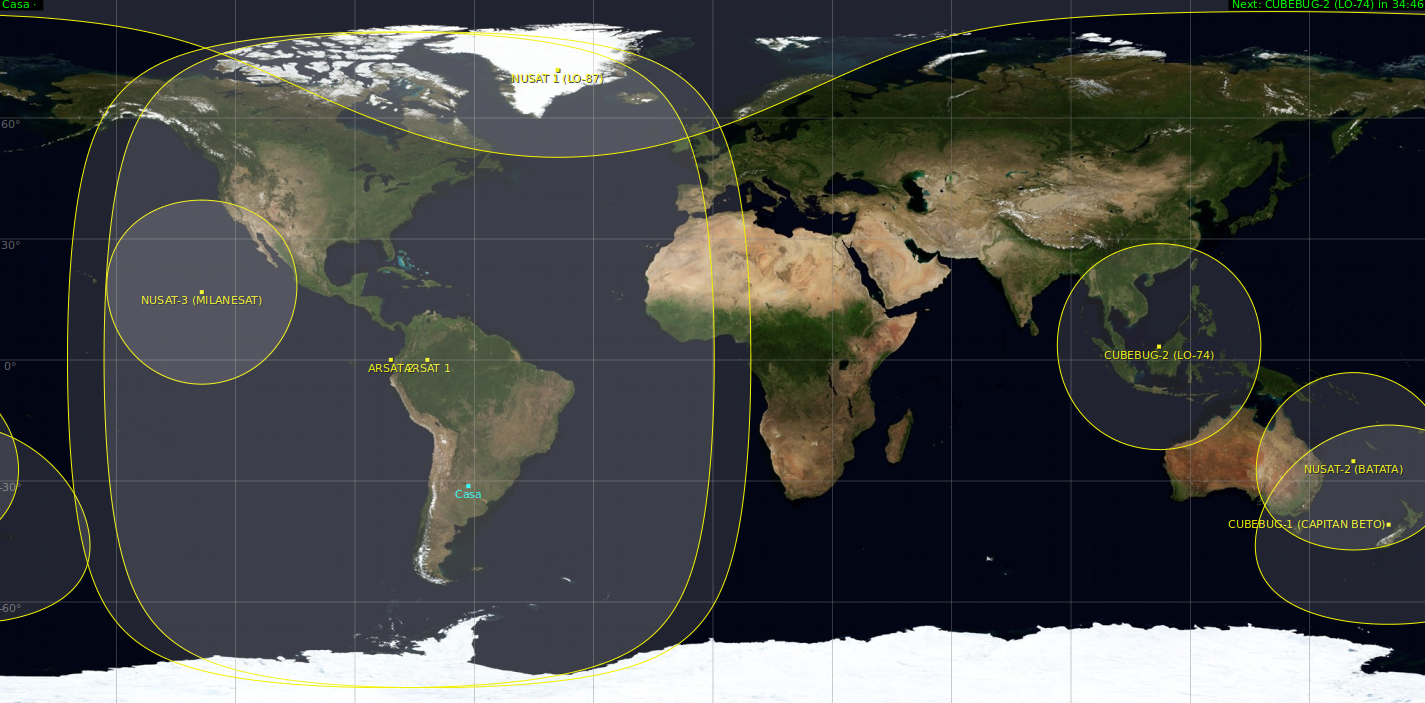 Casa ·
Next: CUBEBUG-2 (LO-74) in 34:46
NUSAT 1 (LO-87)
60°
30°
NUSAT-3 (MILANESAT)
CUBEBUG-2 (LO-74)
0°
ARSAT 2
ARSAT 1
NUSAT-2 (BATATA)
-30°
Casa
CUBEBUG-1 (CAPITAN BETO)
-60°